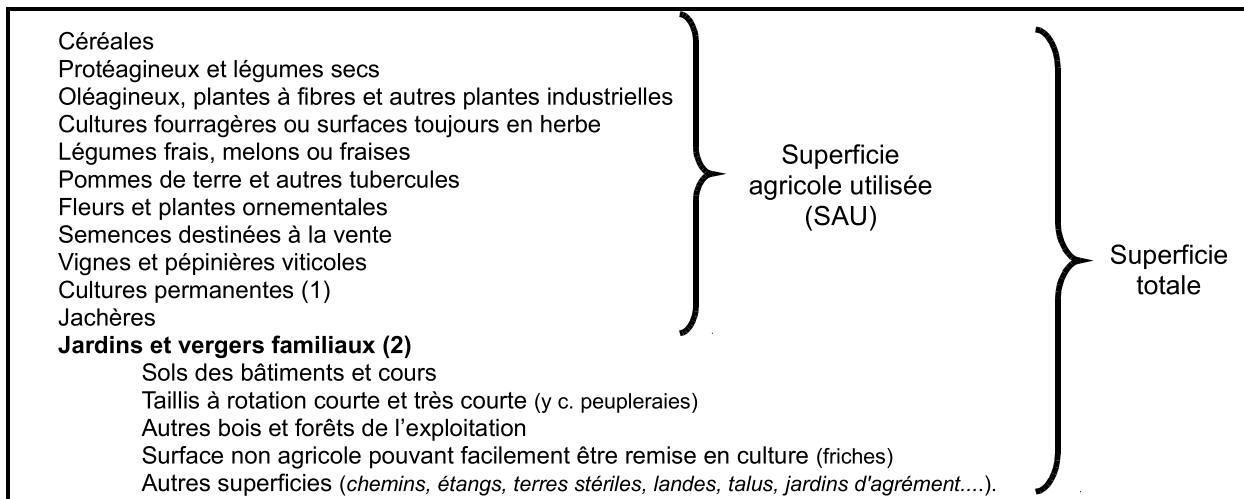 Céréales
Protéagineux et légumes secs
Oléagineux, plantes à fibres et autres plantes industrielles
Cultures fourragères ou surfaces toujours en herbe
Légumes frais, melons ou fraises
Pommes de terre et autres tubercules
Fleurs et plantes ornementales
Semences destinées à la vente
Vignes et pépinières viticoles
Cultures permanentes (1)
Jachères
Jardins et vergers familiaux (2)
Sols des bâtiments et cours
Taillis à rotation courte et très courte (y c. peupleraies)
Autres bois et forêts de l'exploitation
Surface non agricole pouvant facilement être remise en culture (friches)
Autres superficies (chemins, étangs, terres stériles, landes, talus, jardins d'agrément....).
Superficie
agricole utilisée
(SAU)
Superficie
totale